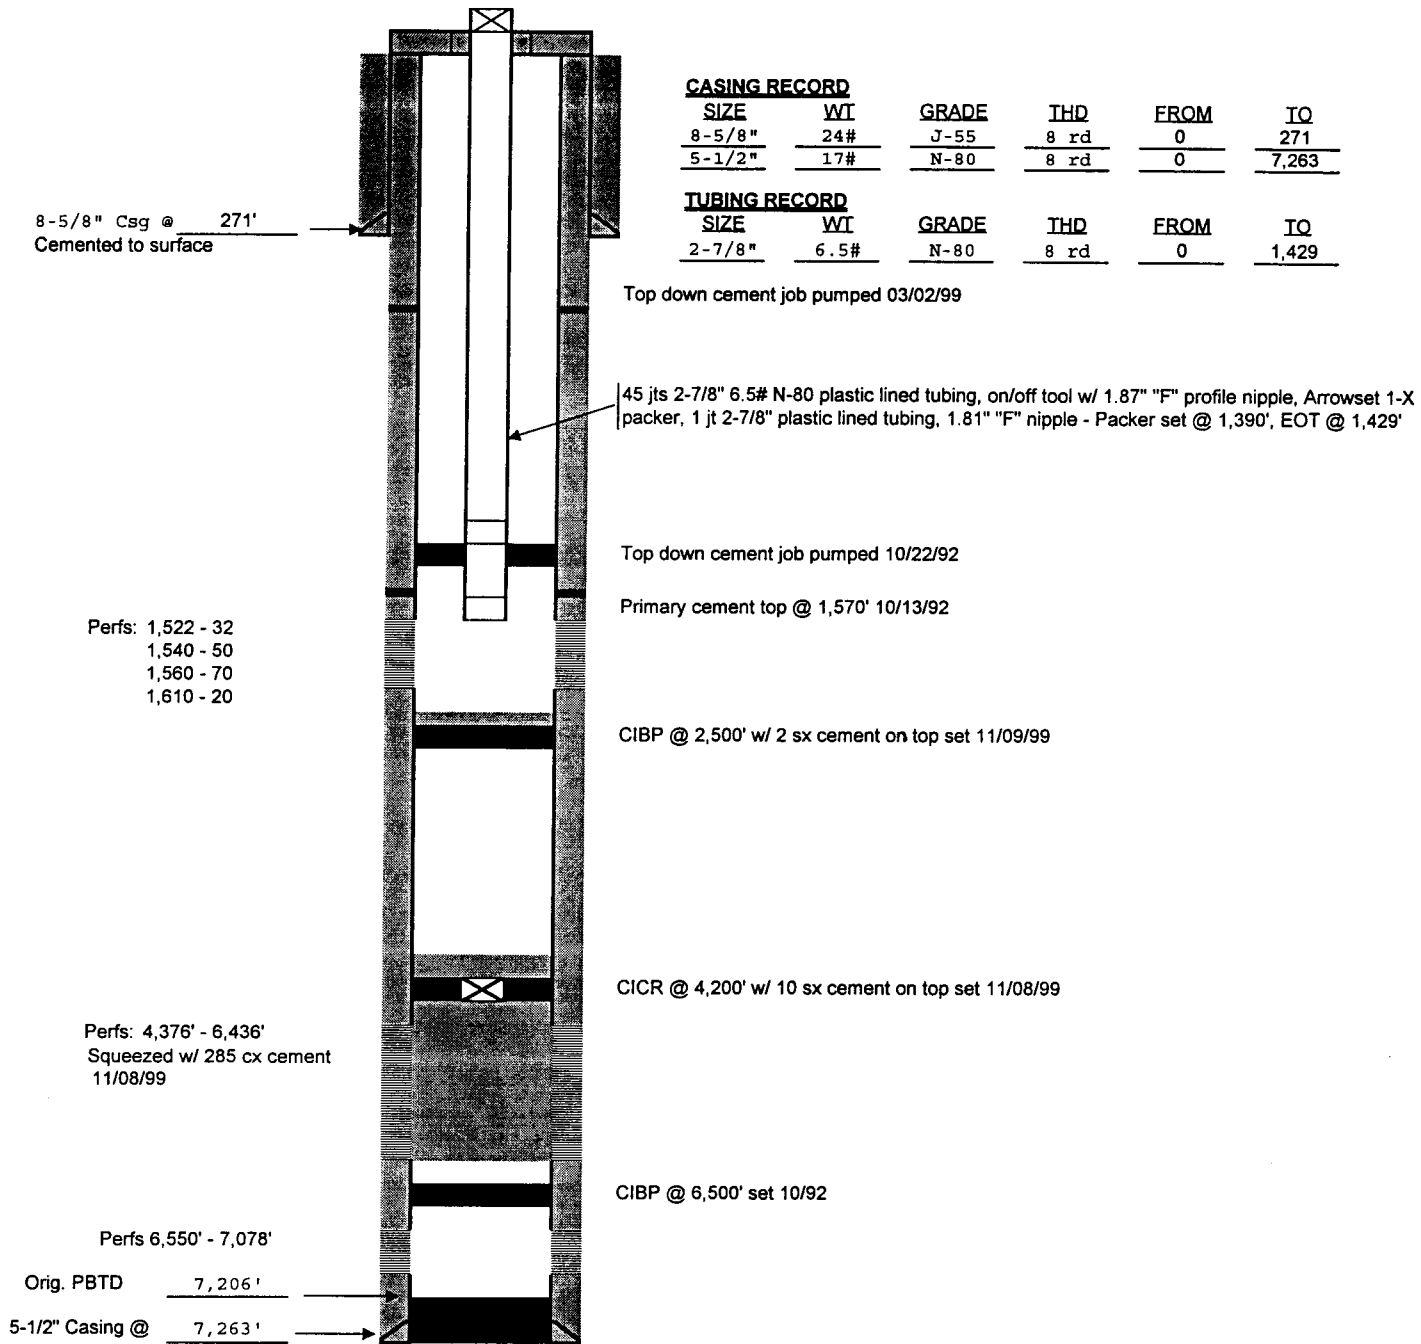 CASING RECORD
SIZE WT GRADE THD FROM TO
8-5/8" 24# J-55 8 rd 0 271
5-1/2" 17# N-80 8 rd 0 7,263
TUBING RECORD
SIZE WT GRADE THD FROM TO
2-7/8" 6.5# N-80 8 rd 0 1,429
8-5/8" Csg @ 271'
Cemented to surface
Top down cement job pumped 03/02/99
45 jts 2-7/8" 6.5# N-80 plastic lined tubing, on/off tool w/ 1.87" "F" profile nipple, Arrowset 1-X
packer, 1 jt 2-7/8" plastic lined tubing, 1.81" "F" nipple - Packer set @ 1,390', EOT @ 1,429'
Top down cement job pumped 10/22/92
Primary cement top @ 1,570' 10/13/92
Perfs: 1,522 - 32
1,540 - 50
1,560 - 70
1,610 - 20
CIBP @ 2,500' w/ 2 sx cement on top set 11/09/99
CICR @ 4,200' w/ 10 sx cement on top set 11/08/99
Perfs: 4,376' - 6,436'
Squeezed w/ 285 cx cement
11/08/99
CIBP @ 6,500' set 10/92
Perfs 6,550' - 7,078'
Orig. PBTD 7,206'
5-1/2" Casing @ 7,263'